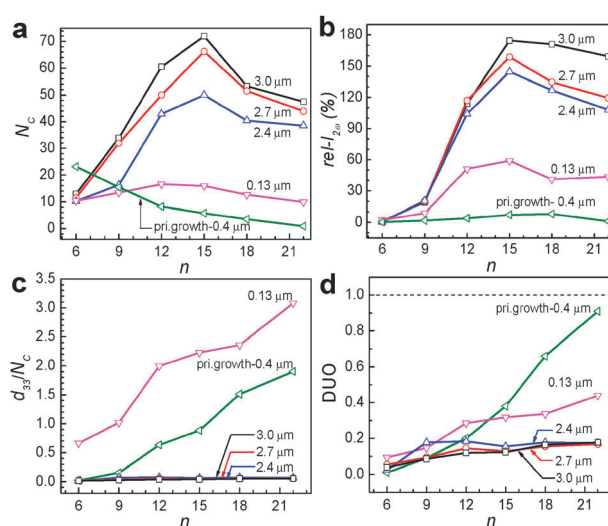 a
N_C
70
60
50
40
30
20
10
0
3.0 μm
2.7 μm
2.4 μm
0.13 μm
pri.growth-0.4 μm
6 9 12 15 18 21
n
b
rel-I_2ω (%)
180
150
120
90
60
30
0
3.0 μm
2.7 μm
2.4 μm
0.13 μm
pri.growth- 0.4 μm
6 9 12 15 18 21
n
c
d_33/N_C
3.5
3.0
2.5
2.0
1.5
1.0
0.5
0.0
0.13 μm
pri.growth-0.4 μm
3.0 μm
2.7 μm
2.4 μm
6 9 12 15 18 21
n
d
DUO
1.0
0.8
0.6
0.4
0.2
0.0
pri.growth-0.4 μm
0.13 μm
2.4 μm
2.7 μm
3.0 μm
6 9 12 15 18 21
n